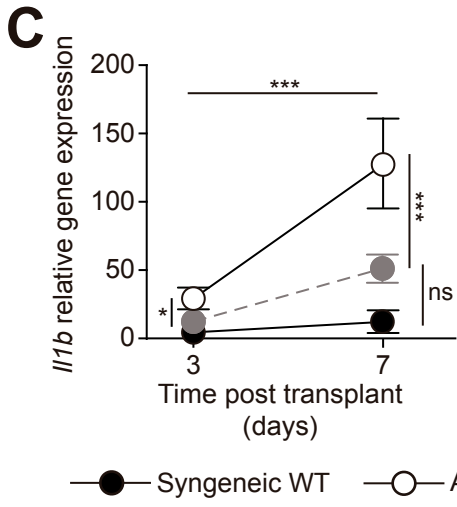 C
Il1b relative gene expression
200
150
100
50
0
***
***
ns
*
3
7
Time post transplant
(days)
Syngeneic WT